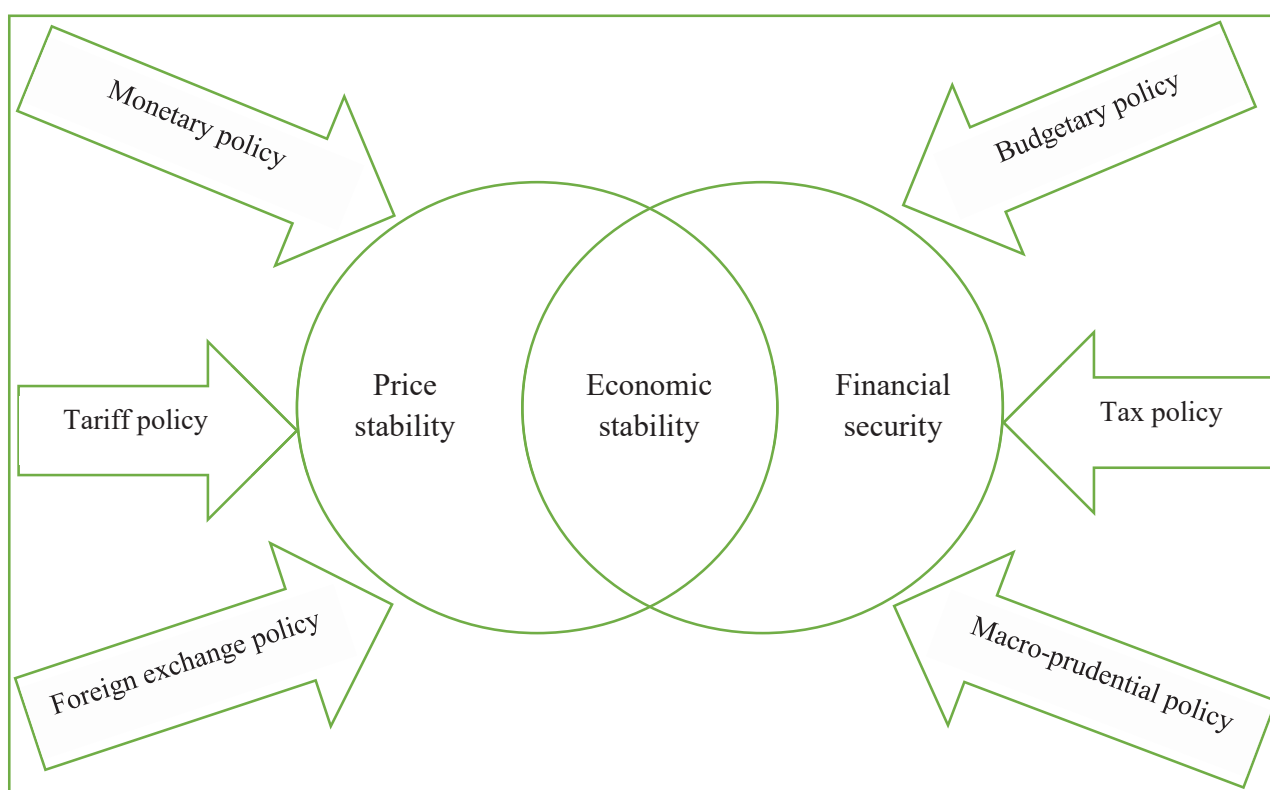 Monetary policy
Budgetary policy
Price
stability
Economic
stability
Financial
security
Tariff policy
Tax policy
Foreign exchange policy
Macro-prudential policy